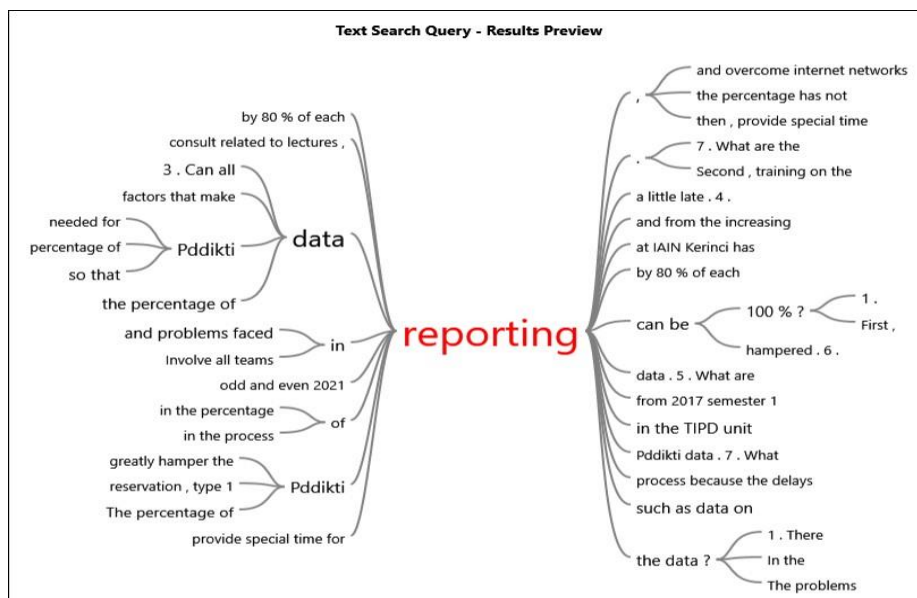 Text Search Query - Results Preview
by 80 % of each
consult related to lectures ,
3 . Can all
factors that make
needed for
percentage of
so that
Pddikti
the percentage of
data
and problems faced
Involve all teams
in
odd and even 2021
in the percentage
in the process
of
greatly hamper the
reservation , type 1
The percentage of
Pddikti
provide special time for
reporting
,
and overcome internet networks
the percentage has not
then , provide special time
.
7 . What are the
Second , training on the
a little late . 4 .
and from the increasing
at IAIN Kerinci has
by 80 % of each
can be
100 % ?
1 .
First ,
hampered . 6 .
data . 5 . What are
from 2017 semester 1
in the TIPD unit
Pddikti data . 7 . What
process because the delays
such as data on
the data ?
1 . There
In the
The problems